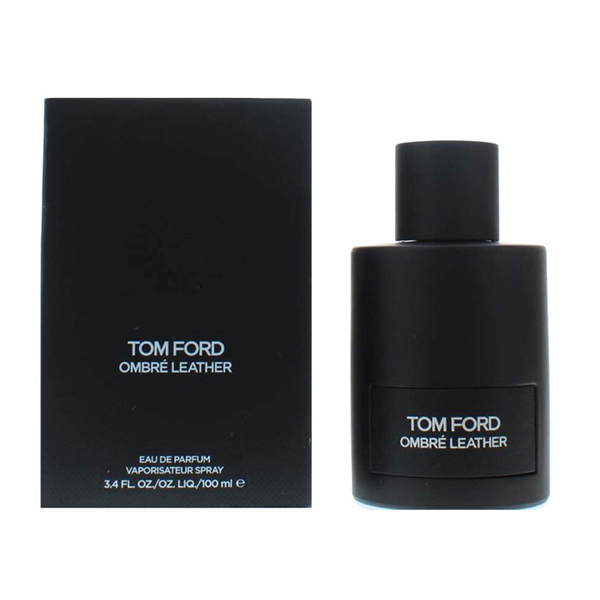 TOM FORD
OMBRÉ LEATHER
EAU DE PARFUM
VAPORISATEUR SPRAY
3.4 FL. OZ./OZ. LIQ./100 ml ℮
TOM FORD
OMBRÉ LEATHER